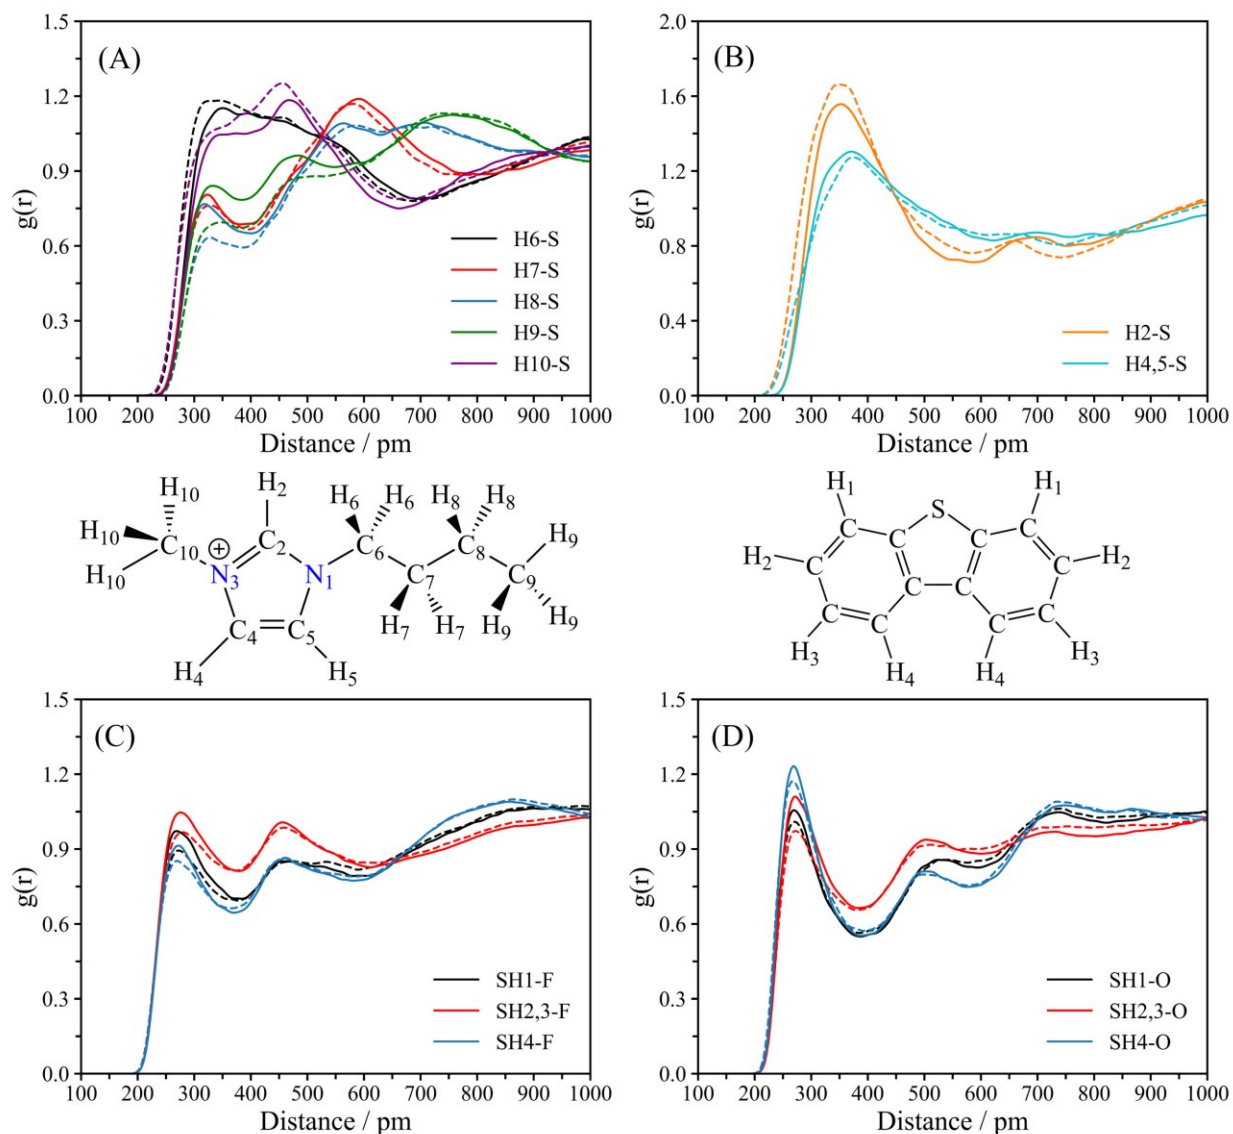 (A)
1.5
1.2
0.9
0.6
0.3
0.0
g(r)
H6-S
H7-S
H8-S
H9-S
H10-S
100 200 300 400 500 600 700 800 900 1000
Distance / pm
(B)
2.0
1.6
1.2
0.8
0.4
0.0
g(r)
H2-S
H4,5-S
100 200 300 400 500 600 700 800 900 1000
Distance / pm
H10 H2 H6 H6 H8 H8
H10 C10 ⊕ C2 C6 C8 H9
H10 N3 N1 C7 C9
C4 C5 H7 H7 H9 H9
H4 H5
H1 S H1
C C C C
H2 C C C C H2
C C C C
H3 H4 H4 H3
(C)
1.5
1.2
0.9
0.6
0.3
0.0
g(r)
SH1-F
SH2,3-F
SH4-F
100 200 300 400 500 600 700 800 900 1000
Distance / pm
(D)
1.5
1.2
0.9
0.6
0.3
0.0
g(r)
SH1-O
SH2,3-O
SH4-O
100 200 300 400 500 600 700 800 900 1000
Distance / pm